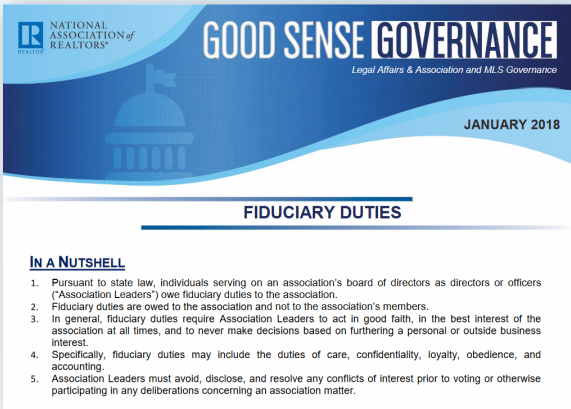 NATIONAL
ASSOCIATION of
REALTORS®
REALTOR®
GOOD SENSE GOVERNANCE
Legal Affairs & Association and MLS Governance
JANUARY 2018
FIDUCIARY DUTIES
IN A NUTSHELL
1. Pursuant to state law, individuals serving on an association's board of directors as directors or officers
("Association Leaders") owe fiduciary duties to the association.
2. Fiduciary duties are owed to the association and not to the association's members.
3. In general, fiduciary duties require Association Leaders to act in good faith, in the best interest of the
association at all times, and to never make decisions based on furthering a personal or outside business
interest.
4. Specifically, fiduciary duties may include the duties of care, confidentiality, loyalty, obedience, and
accounting.
5. Association Leaders must avoid, disclose, and resolve any conflicts of interest prior to voting or otherwise
participating in any deliberations concerning an association matter.